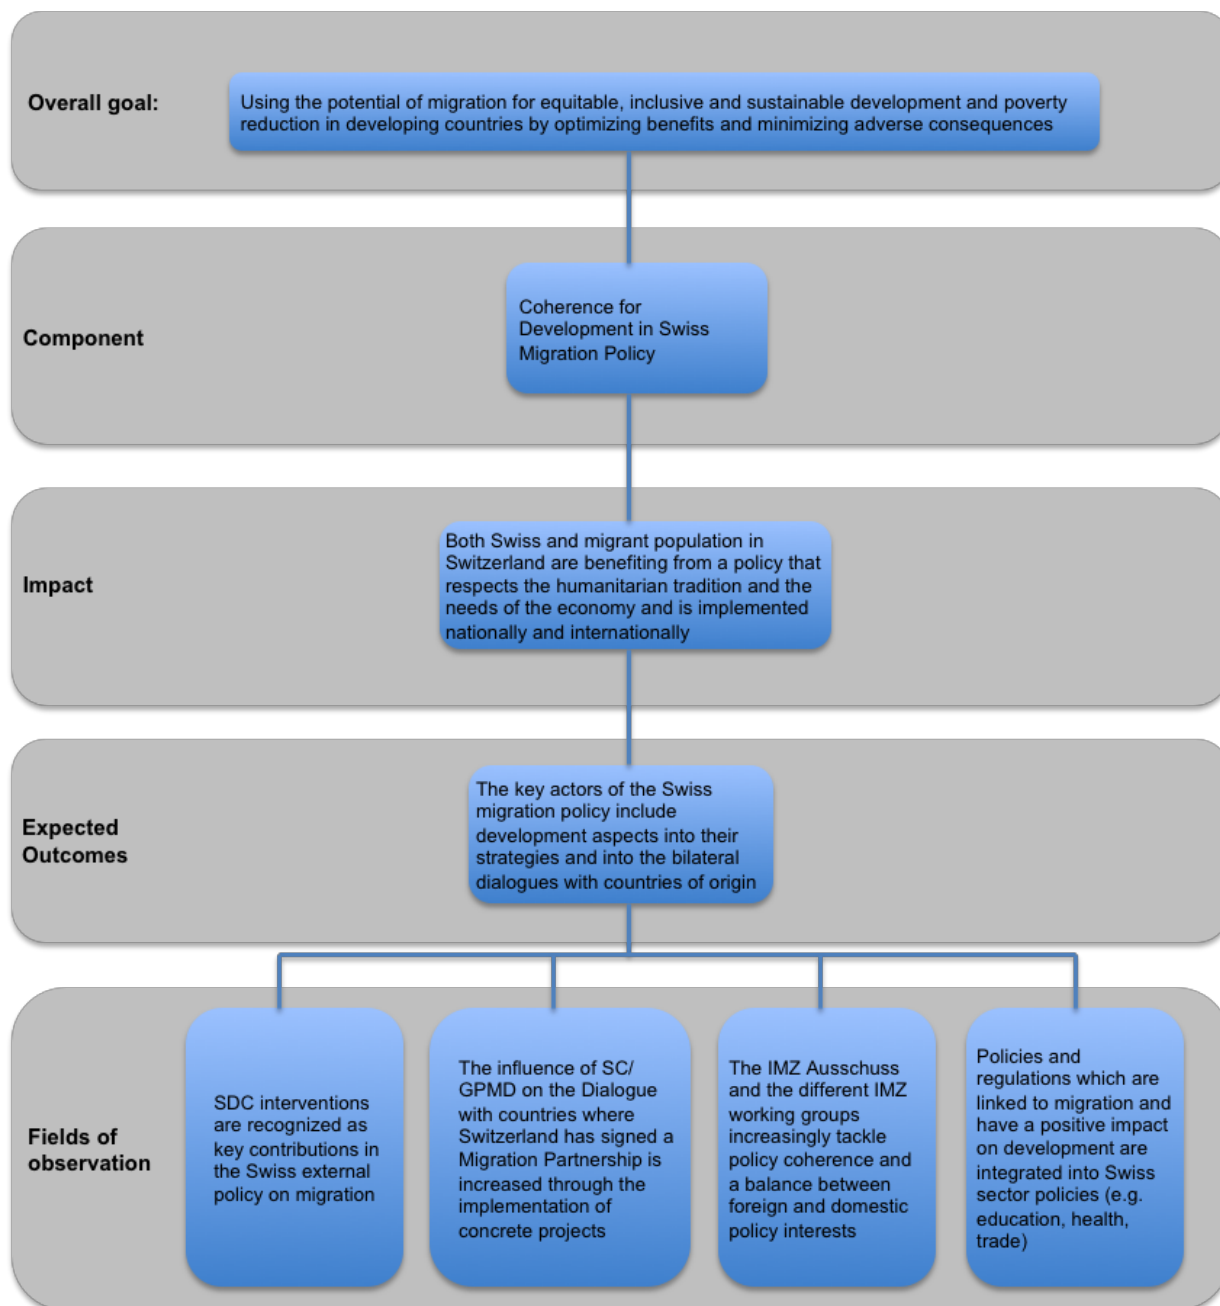 Overall goal:
Using the potential of migration for equitable, inclusive and sustainable development and poverty
reduction in developing countries by optimizing benefits and minimizing adverse consequences
Component
Coherence for
Development in Swiss
Migration Policy
Impact
Both Swiss and migrant population in
Switzerland are benefiting from a policy that
respects the humanitarian tradition and the
needs of the economy and is implemented
nationally and internationally
Expected
Outcomes
The key actors of the Swiss
migration policy include
development aspects into their
strategies and into the bilateral
dialogues with countries of origin
Fields of
observation
SDC interventions
are recognized as
key contributions in
the Swiss external
policy on migration
The influence of SC/
GPMD on the Dialogue
with countries where
Switzerland has signed a
Migration Partnership is
increased through the
implementation of
concrete projects
The IMZ Ausschuss
and the different IMZ
working groups
increasingly tackle
policy coherence and
a balance between
foreign and domestic
policy interests
Policies and
regulations which are
linked to migration and
have a positive impact
on development are
integrated into Swiss
sector policies (e.g.
education, health,
trade)